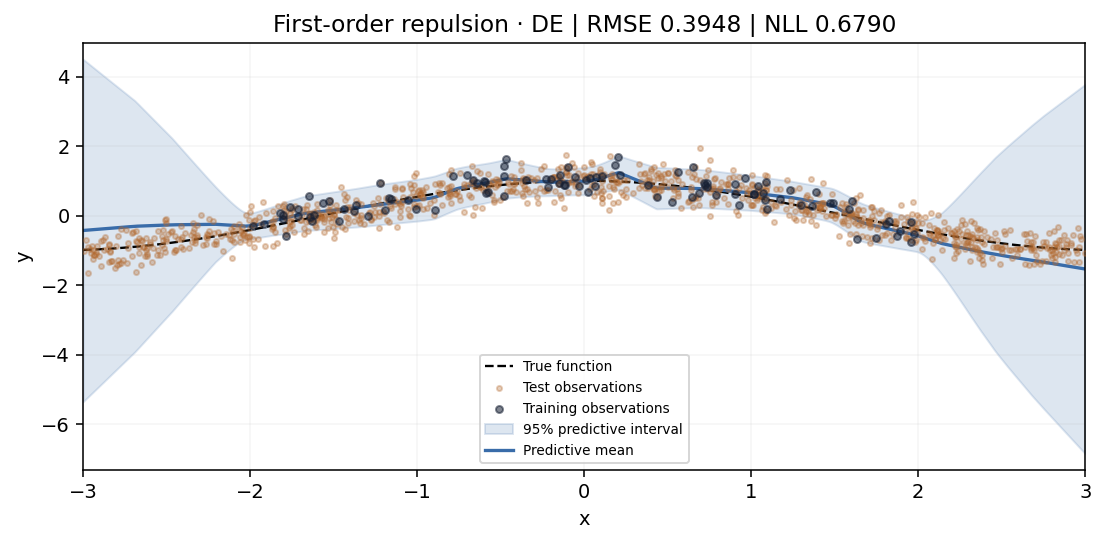 First-order repulsion · DE | RMSE 0.3948 | NLL 0.6790
y
4
2
0
−2
−4
−6
True function
Test observations
Training observations
95% predictive interval
Predictive mean
−3 −2 −1 0 1 2 3
x